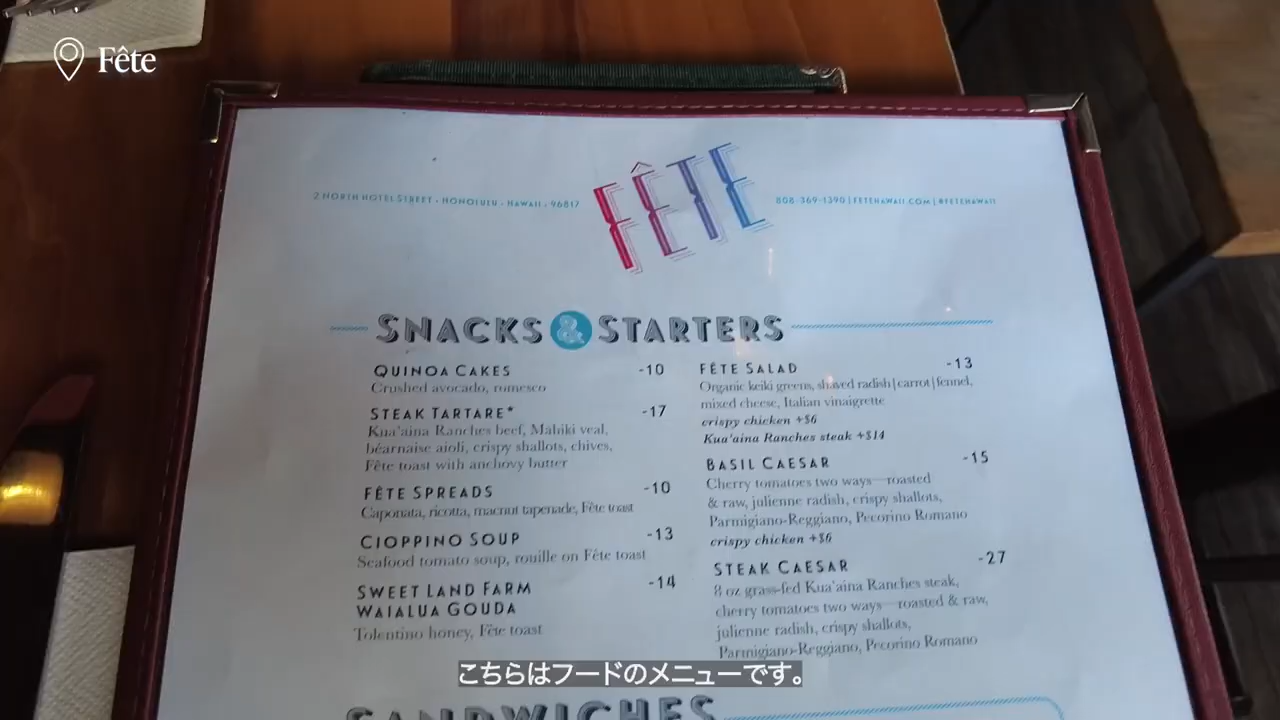 Fête
FÊTE
2 NORTH HOTEL STREET • HONOLULU • HAWAII • 96817
808-369-1390 | FETEHAWAII.COM | @FETEHAWAII
SNACKS & STARTERS
QUINOA CAKES -10
Crushed avocado, romesco
STEAK TARTARE* -17
Kua'aina Ranches beef, Mahiki veal,
béarnaise aioli, crispy shallots, chives,
Fête toast with anchovy butter
FÊTE SPREADS -10
Caponata, ricotta, macnut tapenade, Fête toast
CIOPPINO SOUP -13
Seafood tomato soup, rouille on Fête toast
SWEET LAND FARM -14
WAIALUA GOUDA
Tolentino honey, Fête toast
FÊTE SALAD -13
Organic keiki greens, shaved radish|carrot|fennel,
mixed cheese, Italian vinaigrette
crispy chicken +$6
Kua'aina Ranches steak +$14
BASIL CAESAR -15
Cherry tomatoes two ways—roasted
& raw, julienne radish, crispy shallots,
Parmigiano-Reggiano, Pecorino Romano
crispy chicken +$6
STEAK CAESAR -27
8 oz grass-fed Kua'aina Ranches steak,
cherry tomatoes two ways—roasted & raw,
julienne radish, crispy shallots,
Parmigiano-Reggiano, Pecorino Romano
こちらはフードのメニューです。
SANDWICHES